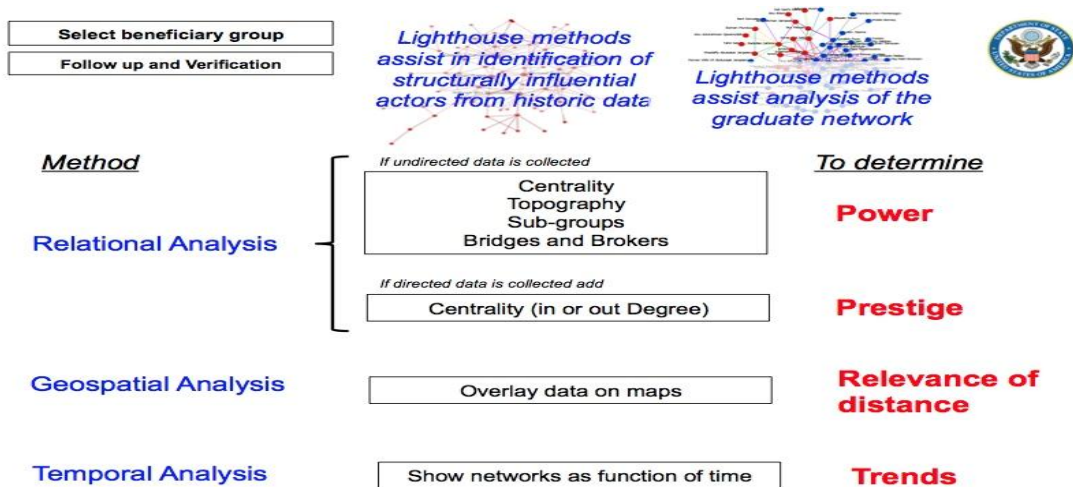 Select beneficiary group
Follow up and Verification
Lighthouse methods
assist in identification of
structurally influential
actors from historic data
Lighthouse methods
assist analysis of the
graduate network
Method
To determine
If undirected data is collected
Centrality
Topography
Sub-groups
Bridges and Brokers
Relational Analysis
Power
If directed data is collected add
Centrality (in or out Degree)
Prestige
Geospatial Analysis
Overlay data on maps
Relevance of
distance
Temporal Analysis
Show networks as function of time
Trends